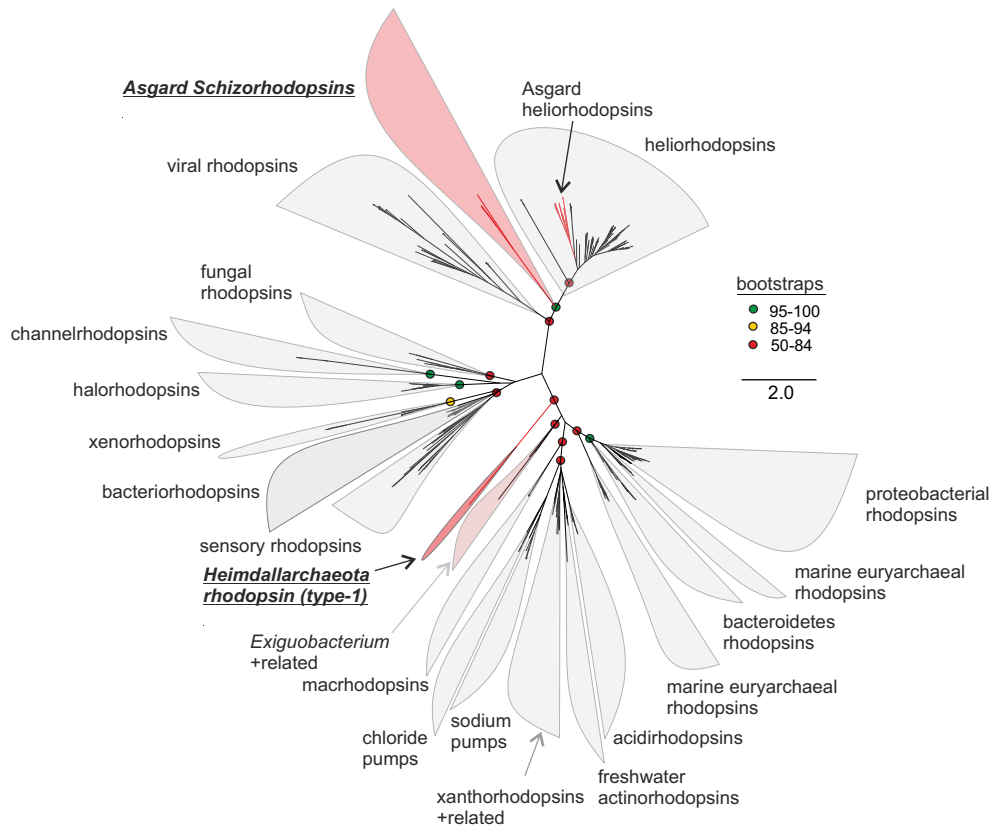 Asgard Schizorhodopsins
Asgard
heliorhodopsins
heliorhodopsins
viral rhodopsins
fungal
rhodopsins
channelrhodopsins
halorhodopsins
xenorhodopsins
bacteriorhodopsins
sensory rhodopsins
Heimdallarchaeota
rhodopsin (type-1)
Exiguobacterium
+related
macrhodopsins
chloride
pumps
sodium
pumps
xanthorhodopsins
+related
freshwater
actinorhodopsins
acidirhodopsins
marine euryarchaeal
rhodopsins
bacteroidetes
rhodopsins
marine euryarchaeal
rhodopsins
proteobacterial
rhodopsins
bootstraps
95-100
85-94
50-84
2.0